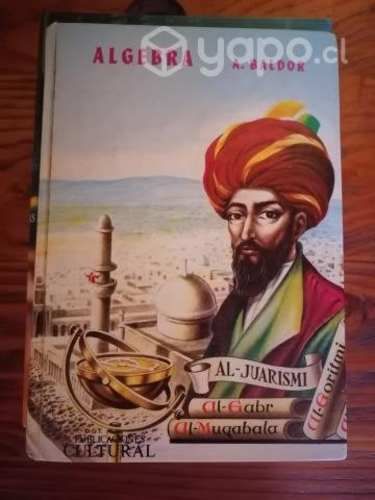 yapo.cl
ALGEBRA A. BALDOR
AL-JUARISMI
Al-Gabr
Al-Muqabala
Al-Goritmi
PUBLICACIONES
CULTURAL